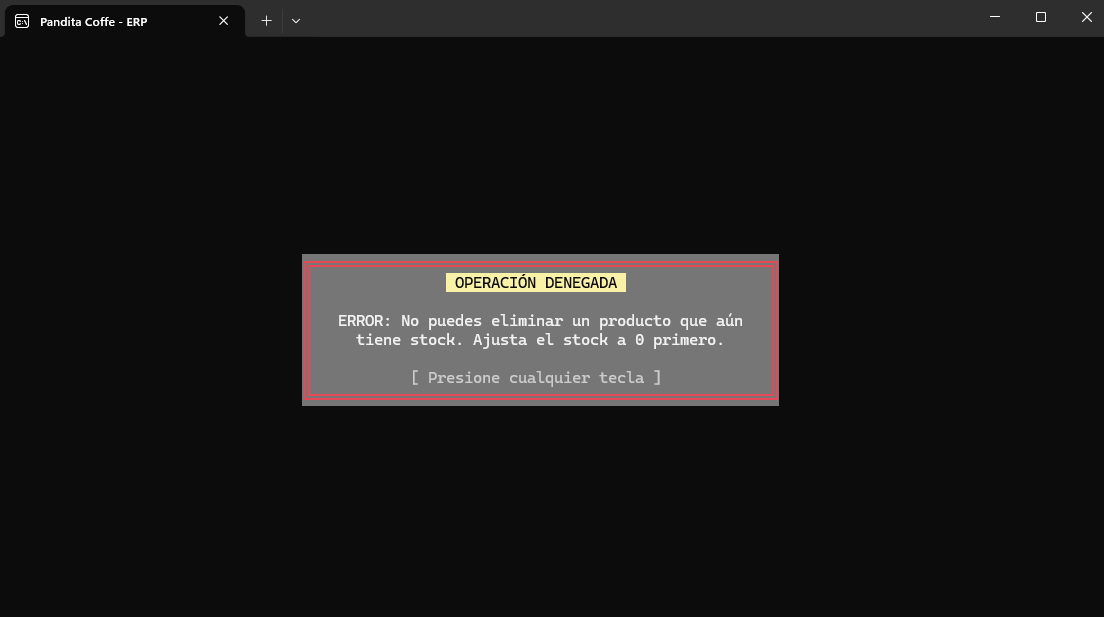 Pandita Coffe - ERP
OPERACIÓN DENEGADA
ERROR: No puedes eliminar un producto que aún
tiene stock. Ajusta el stock a 0 primero.
[ Presione cualquier tecla ]